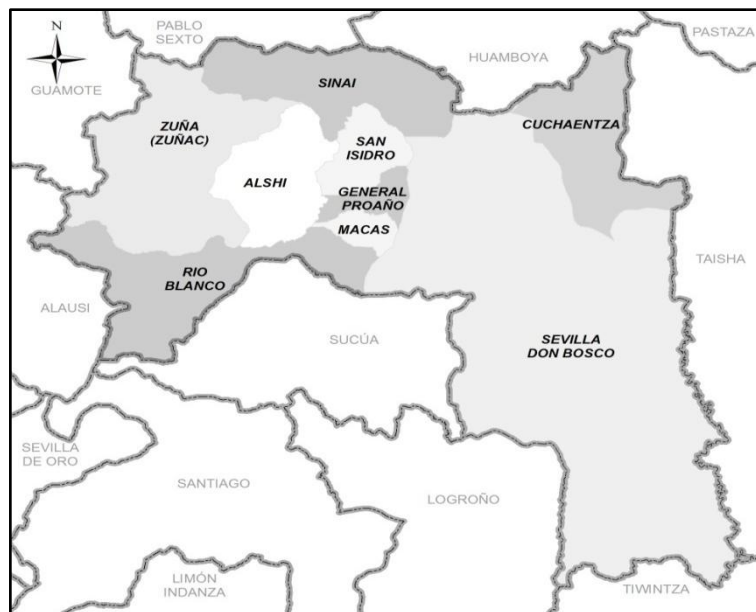 N
PABLO
SEXTO
PASTAZA
HUAMBOYA
GUAMOTE
SINAI
ZUÑA
(ZUÑAC)
CUCHAENTZA
SAN
ISIDRO
ALSHI
GENERAL
PROAÑO
MACAS
TAISHA
RIO
BLANCO
ALAUSI
SUCÚA
SEVILLA
DON BOSCO
SEVILLA
DE ORO
SANTIAGO
LOGROÑO
LIMÓN
INDANZA
TIWINTZA